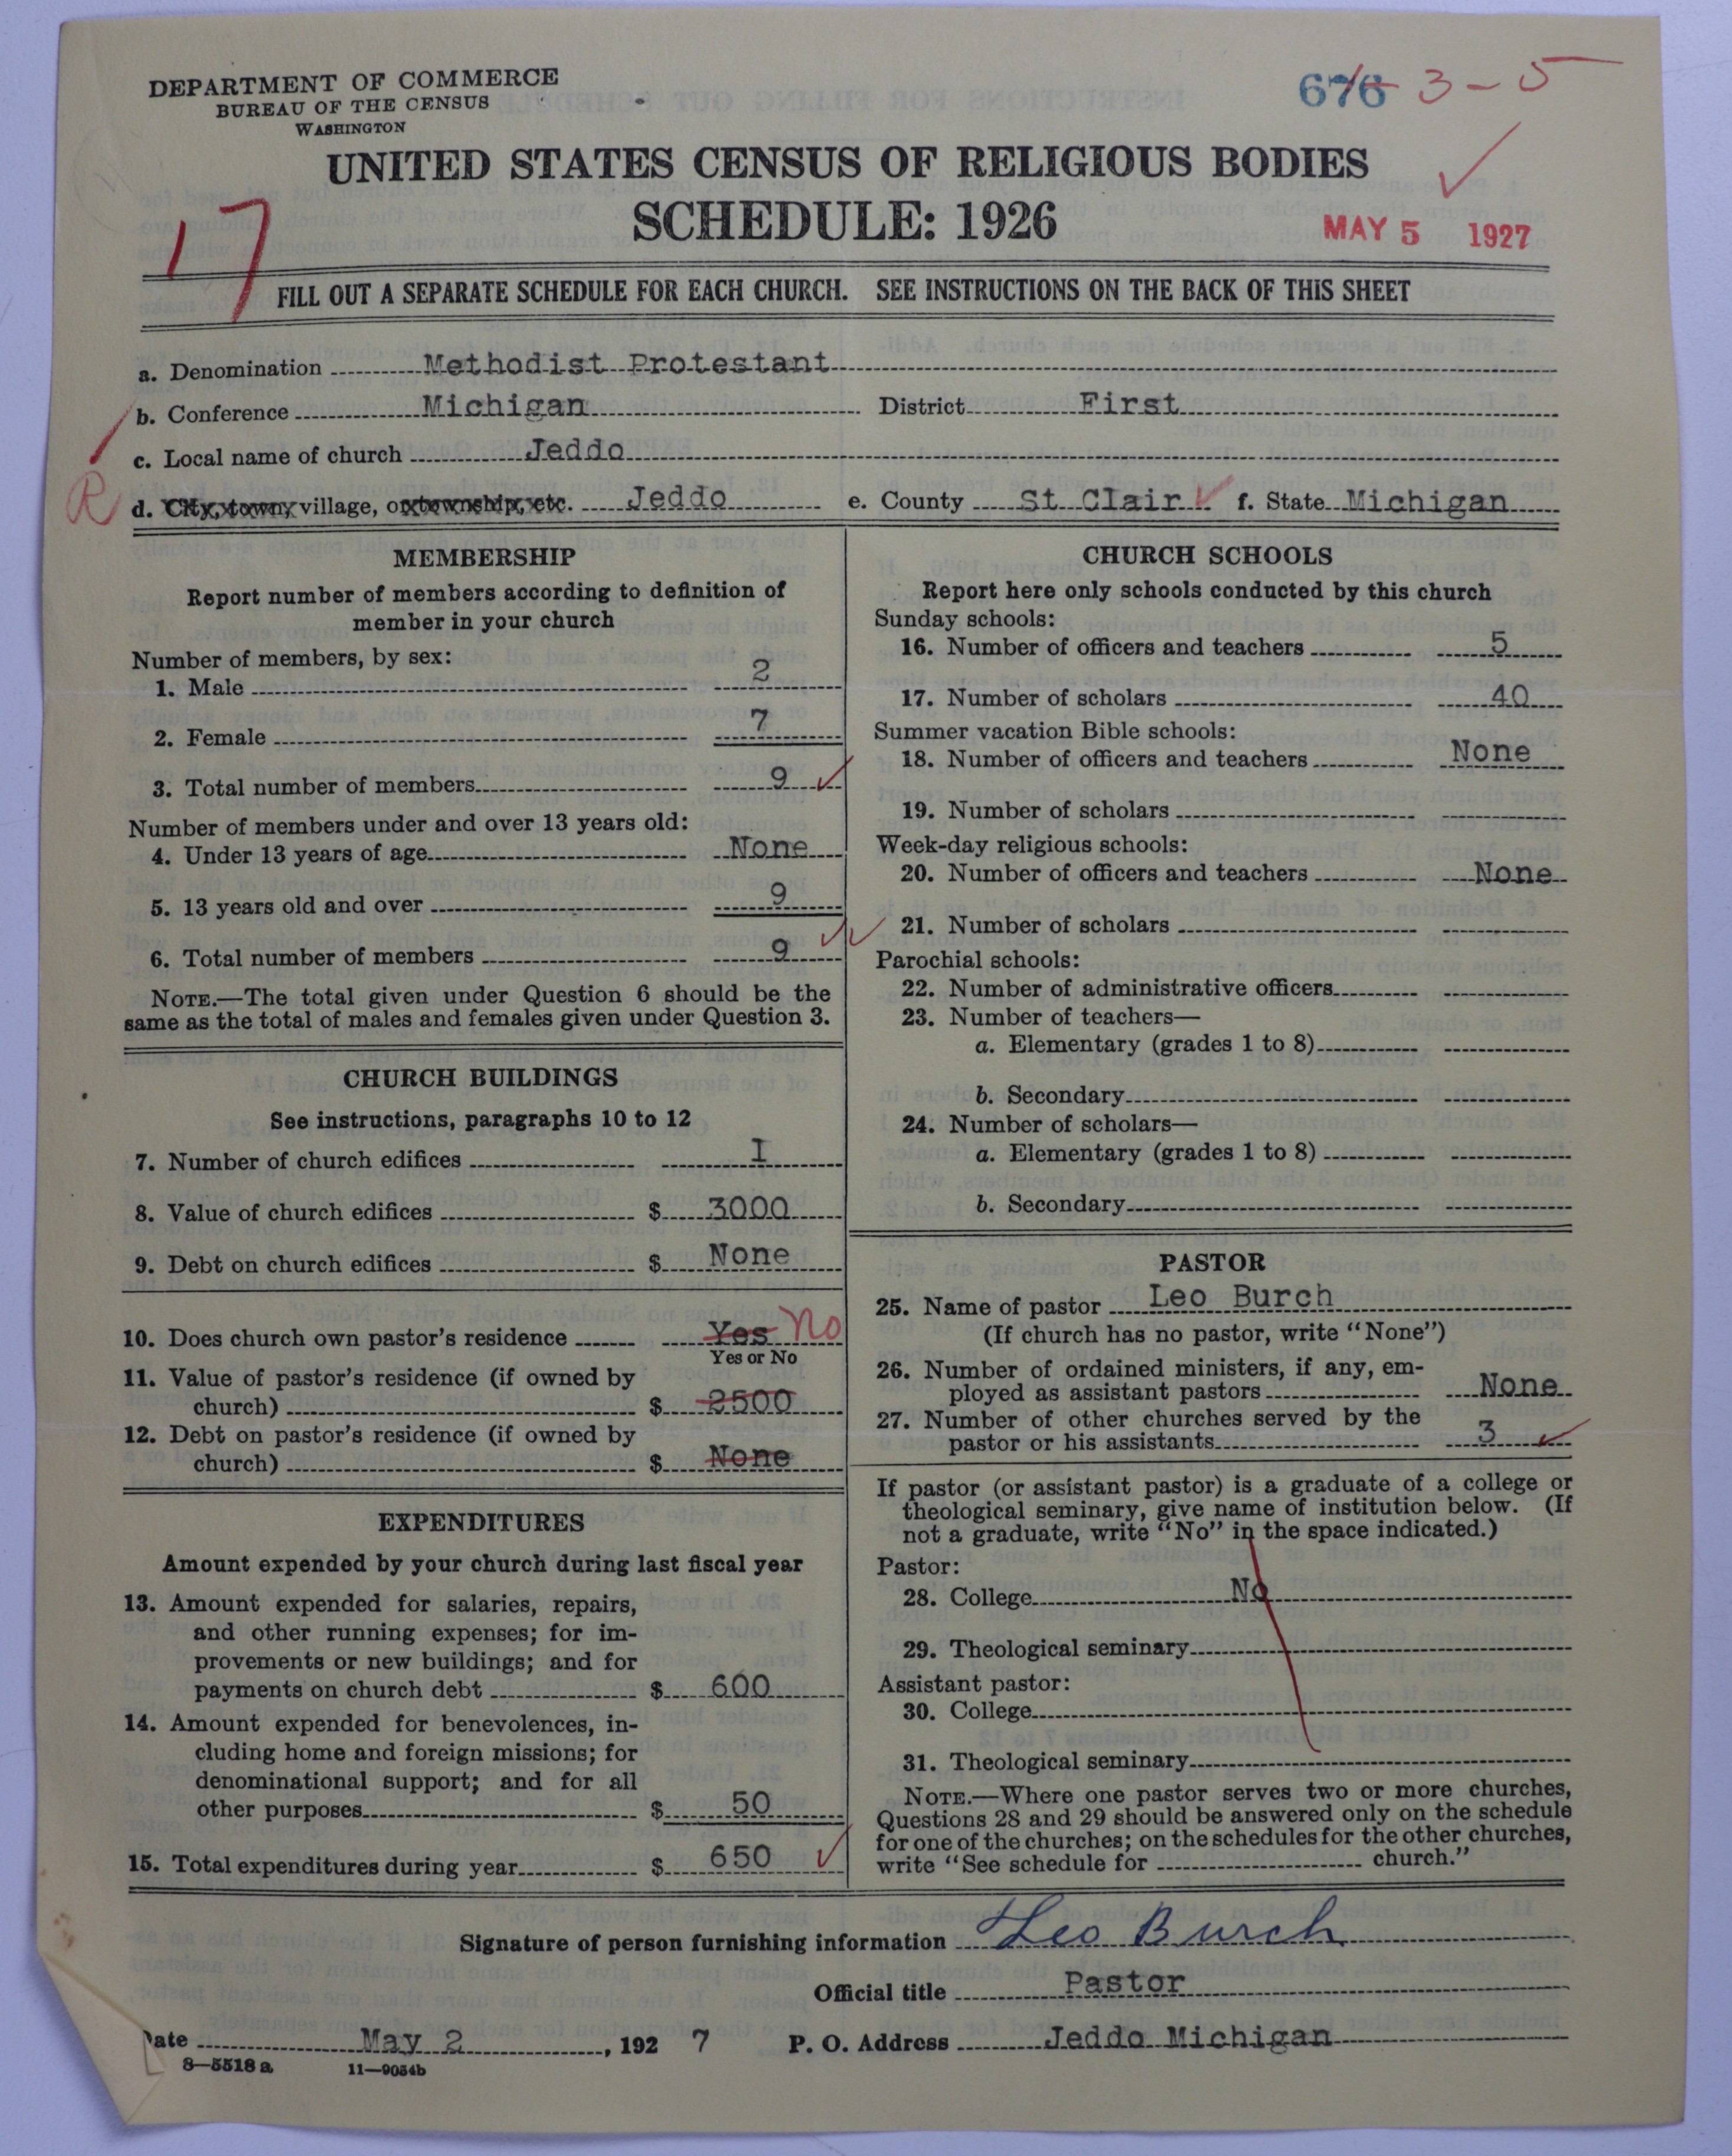 DEPARTMENT OF COMMERCE
BUREAU OF THE CENSUS
WASHINGTON
676 3-5
UNITED STATES CENSUS OF RELIGIOUS BODIES
SCHEDULE: 1926
MAY 5 1927
17
FILL OUT A SEPARATE SCHEDULE FOR EACH CHURCH. SEE INSTRUCTIONS ON THE BACK OF THIS SHEET
a. Denomination Methodist Protestant
b. Conference Michigan District First
c. Local name of church Jeddo
R d. City, town, village, or township, etc. Jeddo e. County St Clair f. State Michigan
MEMBERSHIP
Report number of members according to definition of
member in your church
Number of members, by sex:
1. Male 2
2. Female 7
3. Total number of members 9
Number of members under and over 13 years old:
4. Under 13 years of age None
5. 13 years old and over 9
6. Total number of members 9
NOTE.—The total given under Question 6 should be the
same as the total of males and females given under Question 3.
CHURCH BUILDINGS
See instructions, paragraphs 10 to 12
7. Number of church edifices I
8. Value of church edifices $ 3000
9. Debt on church edifices $ None
10. Does church own pastor's residence Yes No
Yes or No
11. Value of pastor's residence (if owned by
church) $ 2500
12. Debt on pastor's residence (if owned by
church) $ None
EXPENDITURES
Amount expended by your church during last fiscal year
13. Amount expended for salaries, repairs,
and other running expenses; for im-
provements or new buildings; and for
payments on church debt $ 600
14. Amount expended for benevolences, in-
cluding home and foreign missions; for
denominational support; and for all
other purposes $ 50
15. Total expenditures during year $ 650
CHURCH SCHOOLS
Report here only schools conducted by this church
Sunday schools:
16. Number of officers and teachers 5
17. Number of scholars 40
Summer vacation Bible schools:
18. Number of officers and teachers None
19. Number of scholars
Week-day religious schools:
20. Number of officers and teachers None
21. Number of scholars
Parochial schools:
22. Number of administrative officers
23. Number of teachers—
a. Elementary (grades 1 to 8)
b. Secondary
24. Number of scholars—
a. Elementary (grades 1 to 8)
b. Secondary
PASTOR
25. Name of pastor Leo Burch
(If church has no pastor, write "None")
26. Number of ordained ministers, if any, em-
ployed as assistant pastors None
27. Number of other churches served by the
pastor or his assistants 3
If pastor (or assistant pastor) is a graduate of a college or
theological seminary, give name of institution below. (If
not a graduate, write "No" in the space indicated.)
Pastor:
28. College No
29. Theological seminary
Assistant pastor:
30. College
31. Theological seminary
NOTE.—Where one pastor serves two or more churches,
Questions 28 and 29 should be answered only on the schedule
for one of the churches; on the schedules for the other churches,
write "See schedule for church."
Signature of person furnishing information Leo Burch
Official title Pastor
Date May 2, 192 7 P. O. Address Jeddo Michigan
8—5518 a 11—9054b